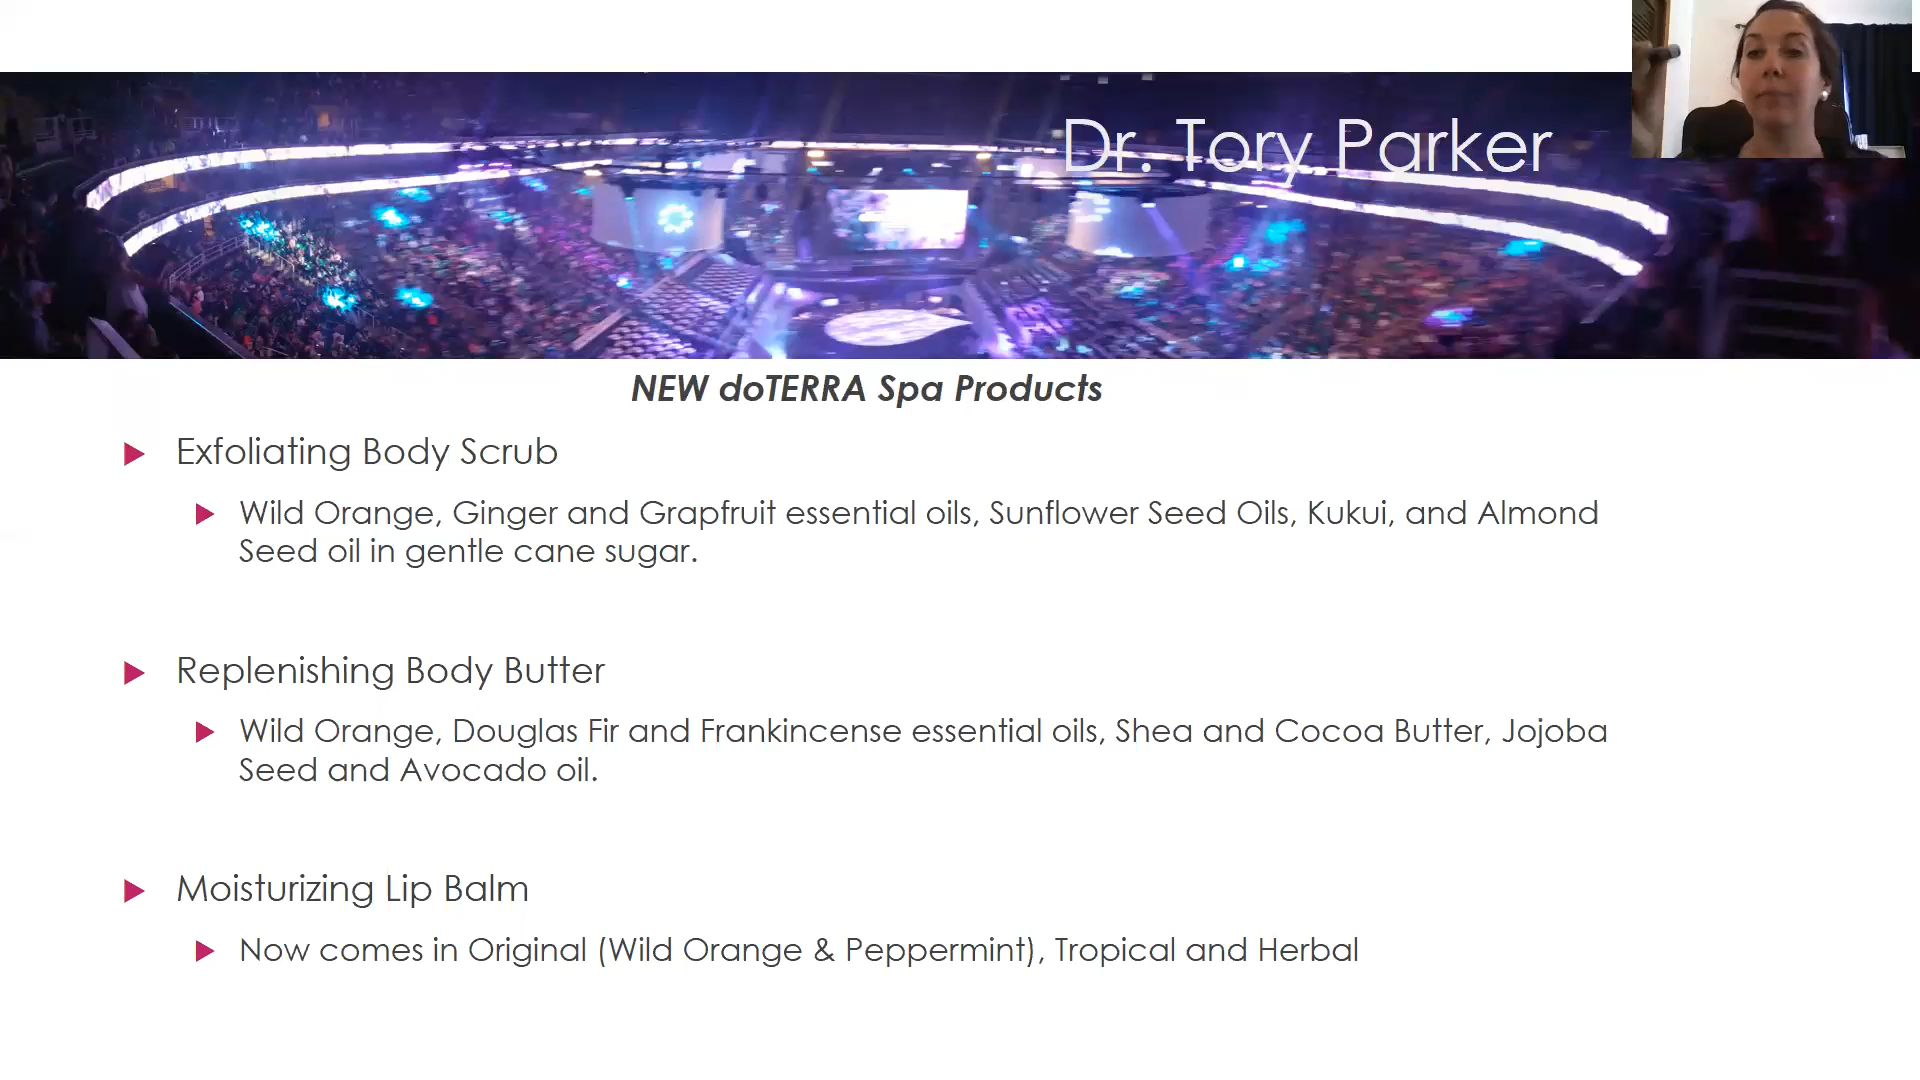 Dr. Tory Parker
NEW doTERRA Spa Products
Exfoliating Body Scrub
Wild Orange, Ginger and Grapfruit essential oils, Sunflower Seed Oils, Kukui, and Almond
Seed oil in gentle cane sugar.
Replenishing Body Butter
Wild Orange, Douglas Fir and Frankincense essential oils, Shea and Cocoa Butter, Jojoba
Seed and Avocado oil.
Moisturizing Lip Balm
Now comes in Original (Wild Orange & Peppermint), Tropical and Herbal